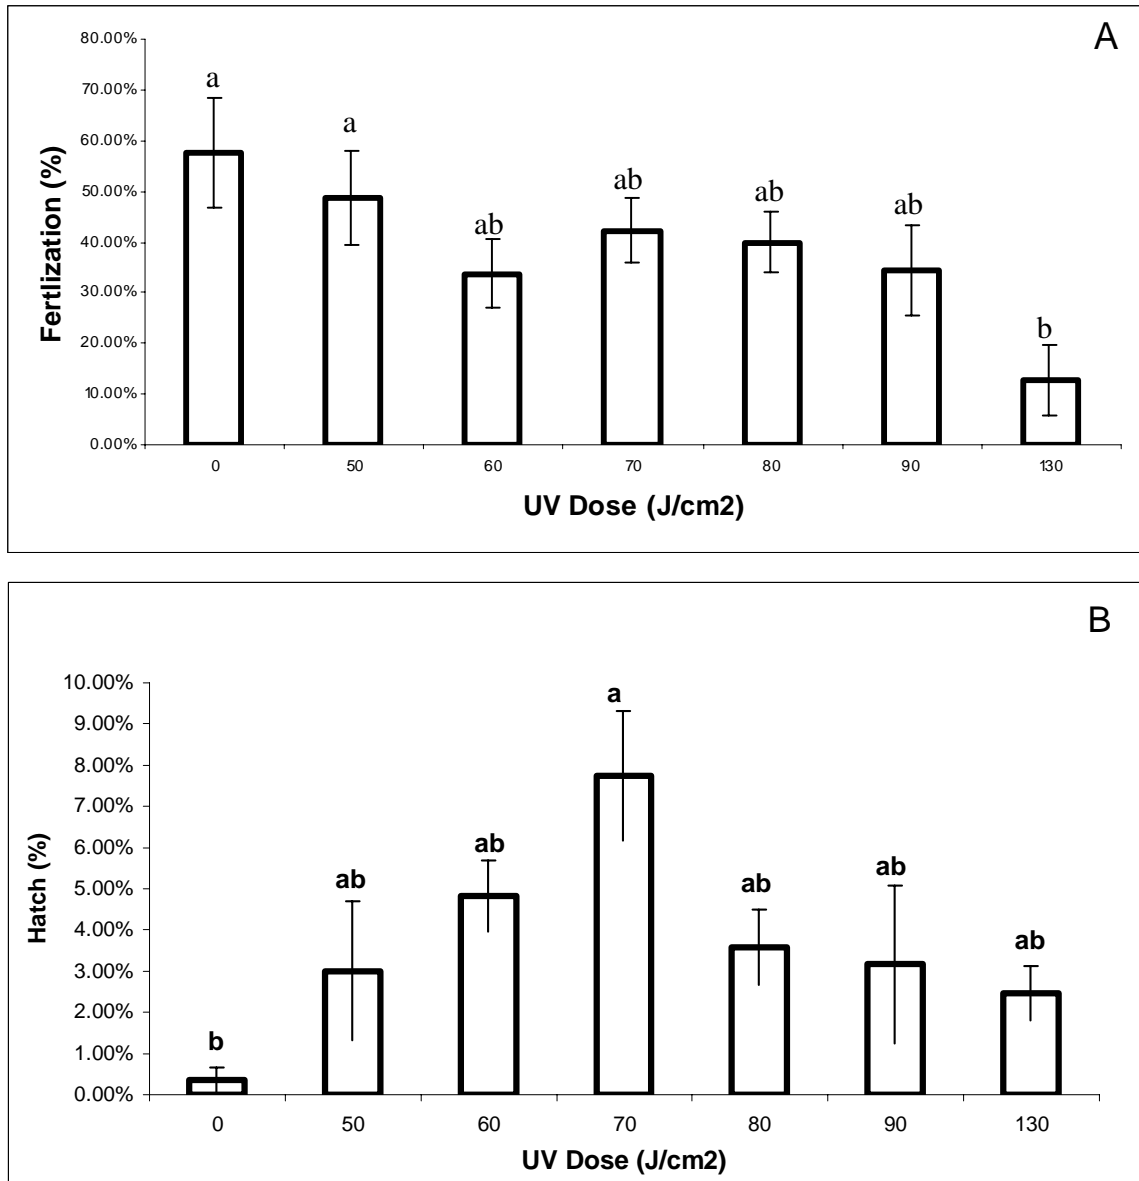 A
80.00%
70.00%
60.00%
50.00%
40.00%
30.00%
20.00%
10.00%
0.00%
Fertlization (%)
a
a
ab
ab
ab
ab
b
0 50 60 70 80 90 130
UV Dose (J/cm2)
B
10.00%
9.00%
8.00%
7.00%
6.00%
5.00%
4.00%
3.00%
2.00%
1.00%
0.00%
Hatch (%)
b
ab
ab
a
ab
ab
ab
0 50 60 70 80 90 130
UV Dose (J/cm2)